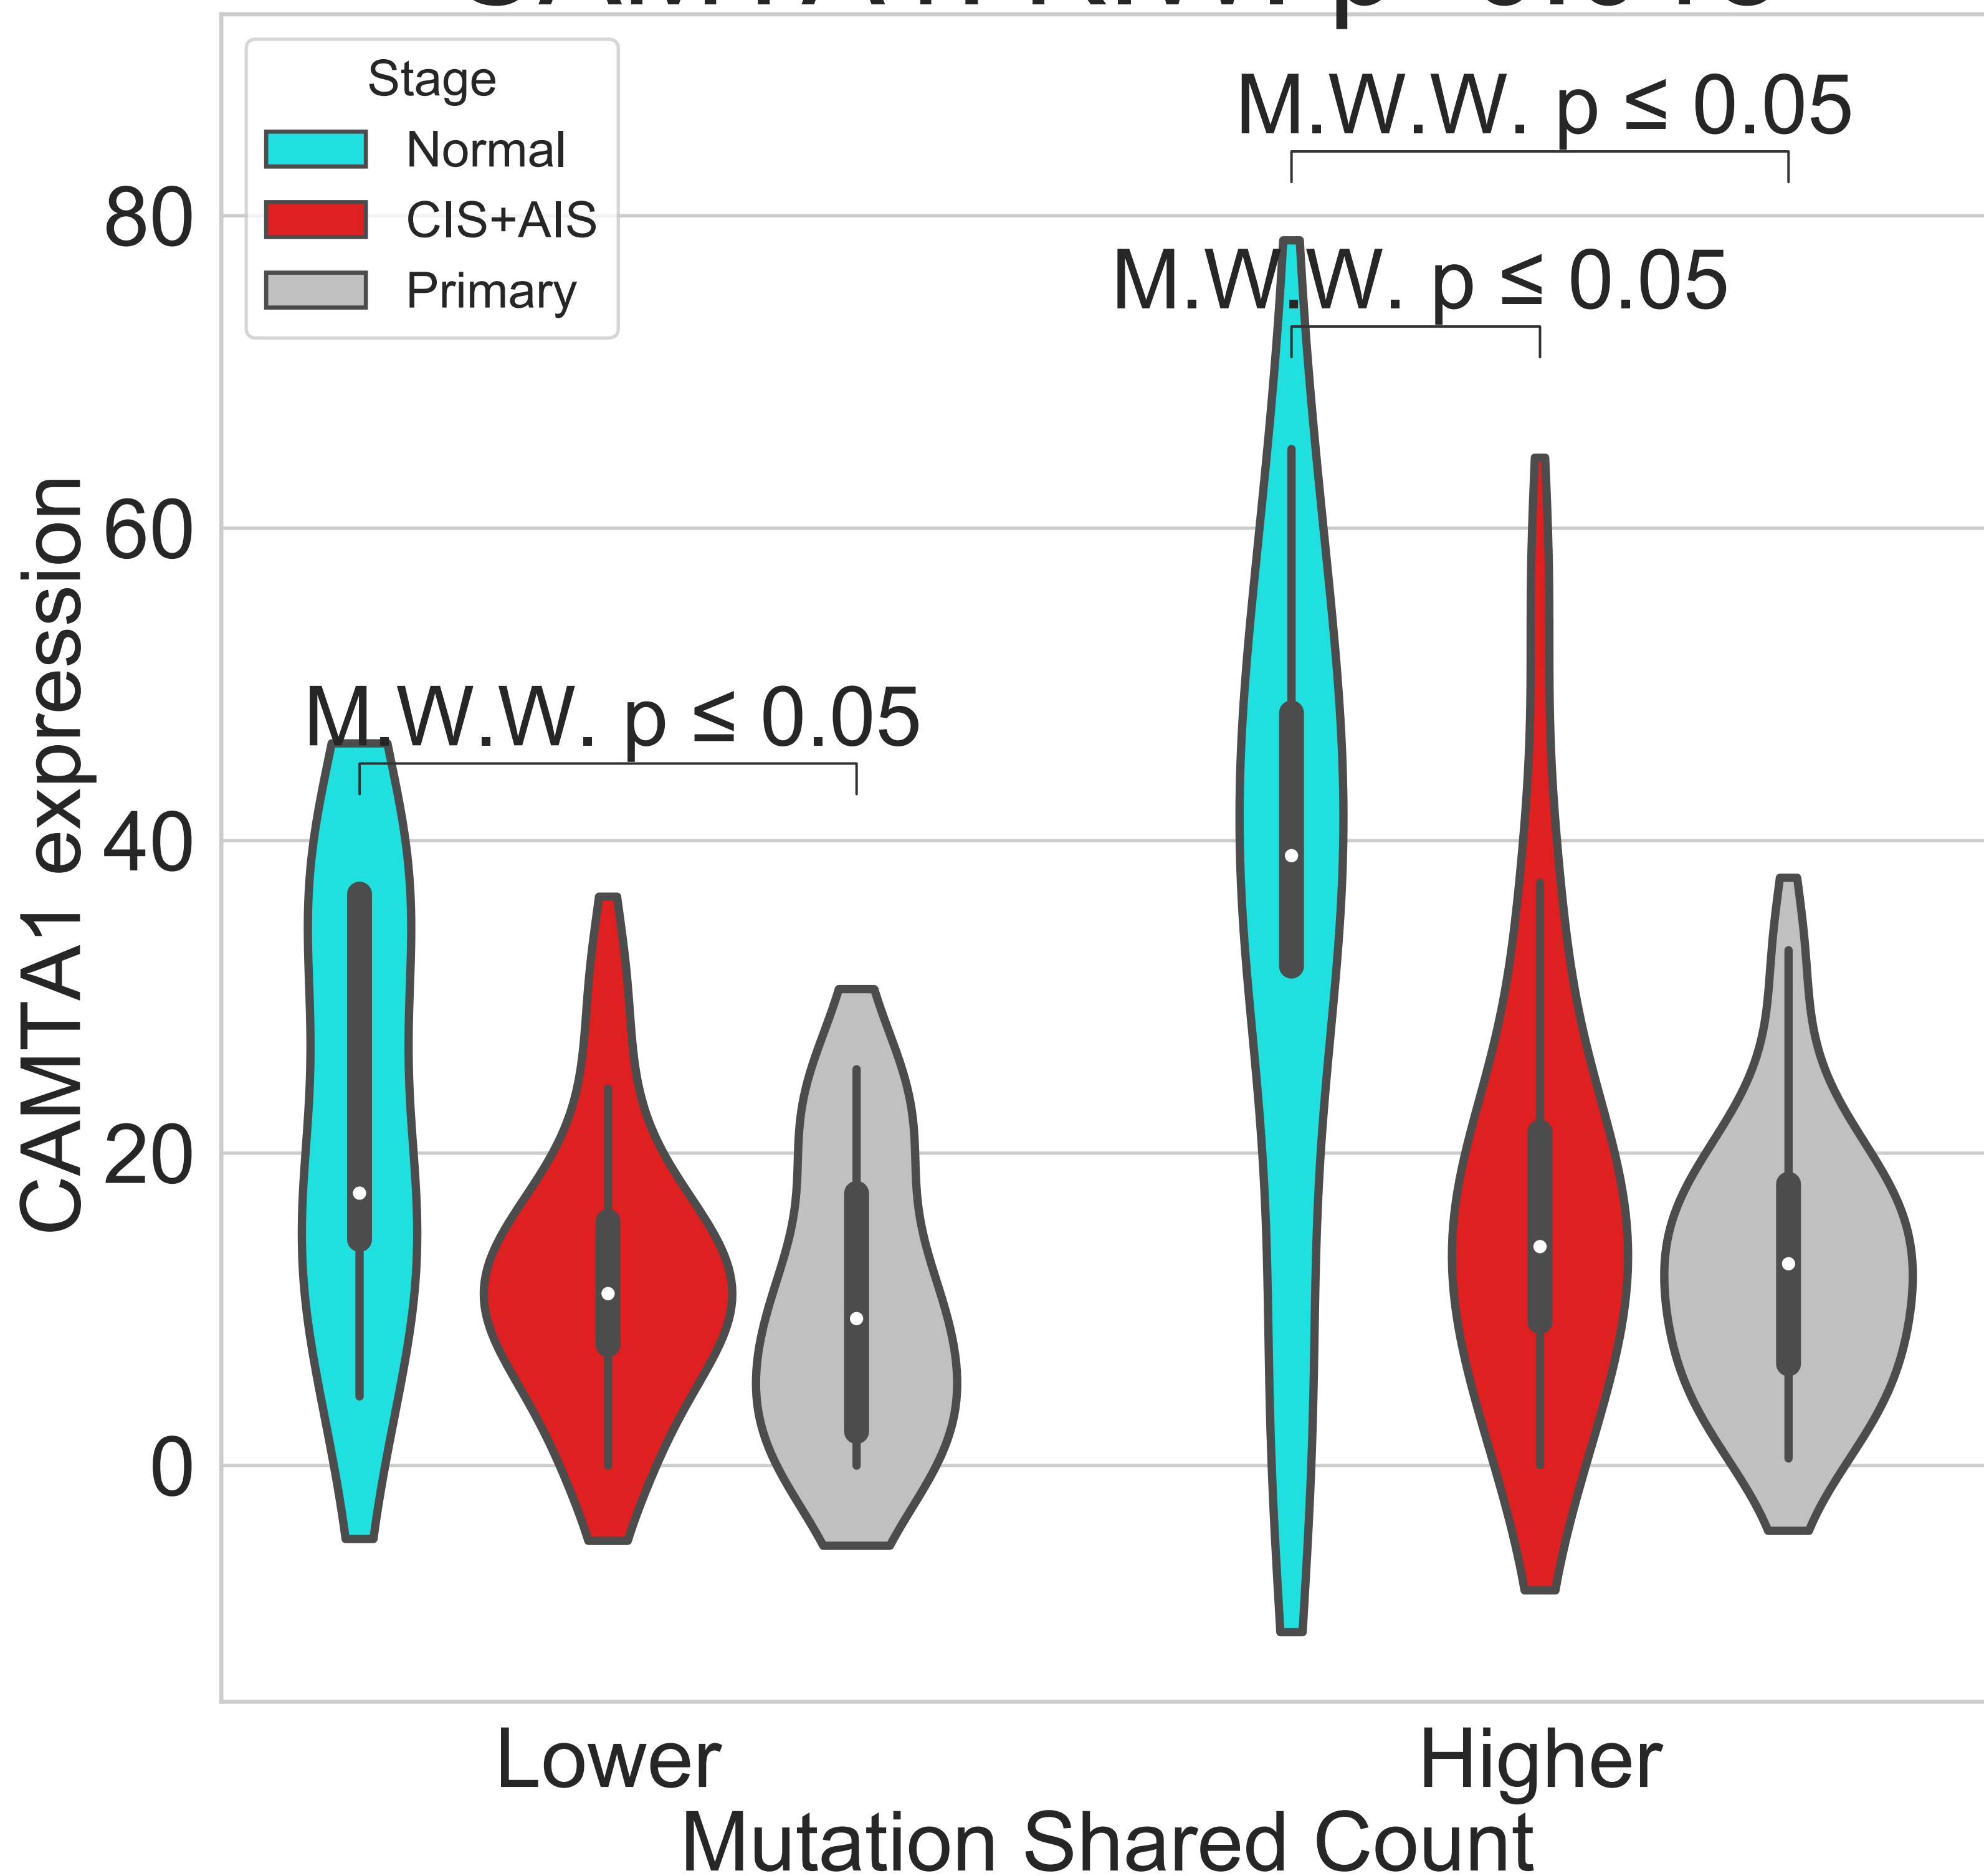 Stage
Normal
CIS+AIS
Primary
M.W.W. p ≤ 0.05
80
M.W.W. p ≤ 0.05
60
M.W.W. p ≤ 0.05
40
20
0
CAMTA1 expression
Lower
Higher
Mutation Shared Count